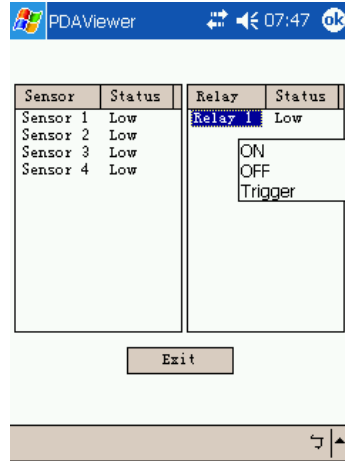 PDAViewer 07:47 ok
Sensor Status
Sensor 1 Low
Sensor 2 Low
Sensor 3 Low
Sensor 4 Low
Relay Status
Relay 1 Low
ON
OFF
Trigger
Exit